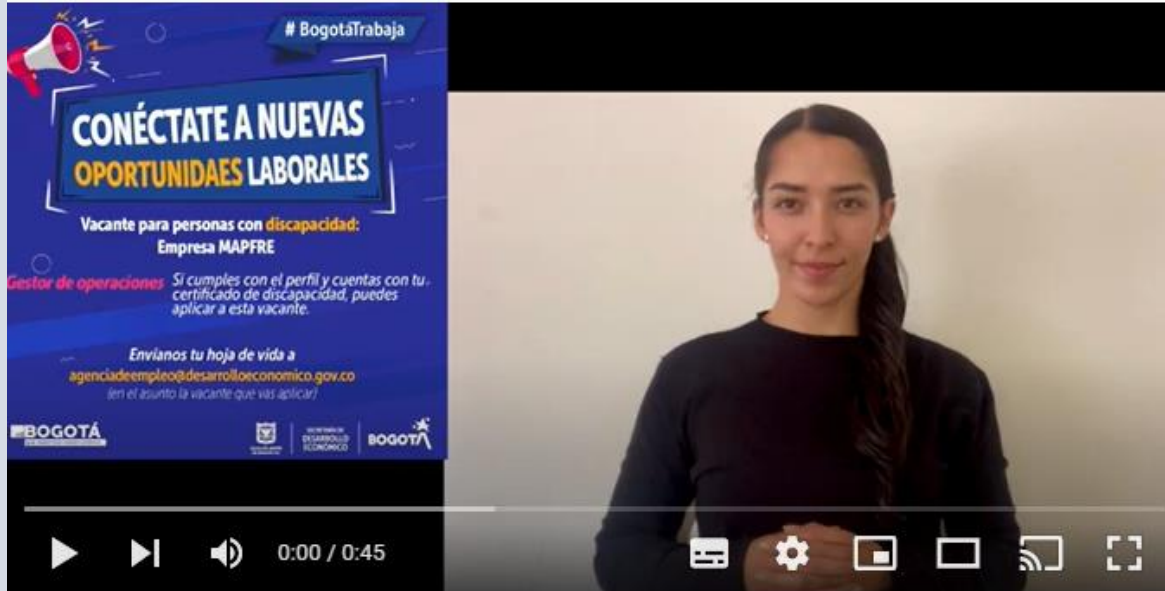 # BogotáTrabaja
CONÉCTATE A NUEVAS
OPORTUNIDAES LABORALES
Vacante para personas con discapacidad:
Empresa MAPFRE
Gestor de operaciones
Si cumples con el perfil y cuentas con tu
certificado de discapacidad, puedes
aplicar a esta vacante.
Envíanos tu hoja de vida a
agenciadeempleo@desarrolloeconomico.gov.co
(en el asunto la vacante que vas aplicar)
BOGOTÁ
SECRETARÍA DE
DESARROLLO
ECONÓMICO
BOGOTÁ
0:00 / 0:45